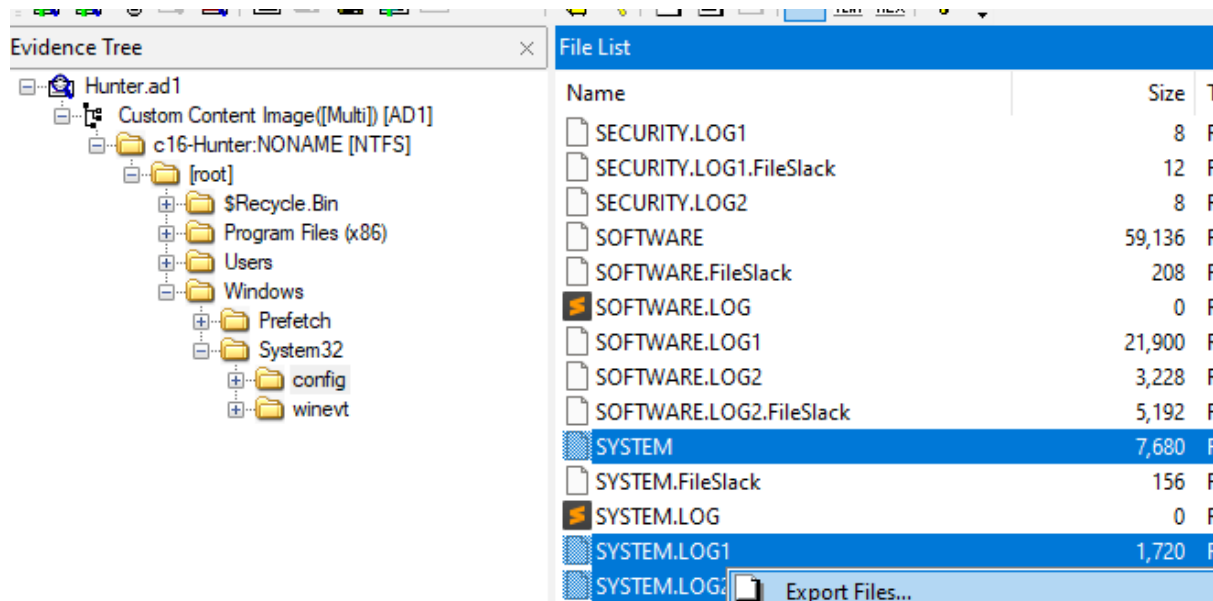 Evidence Tree
Hunter.ad1
Custom Content Image([Multi]) [AD1]
c16-Hunter:NONAME [NTFS]
[root]
$Recycle.Bin
Program Files (x86)
Users
Windows
Prefetch
System32
config
winevt
File List
Name Size
SECURITY.LOG1 8
SECURITY.LOG1.FileSlack 12
SECURITY.LOG2 8
SOFTWARE 59,136
SOFTWARE.FileSlack 208
SOFTWARE.LOG 0
SOFTWARE.LOG1 21,900
SOFTWARE.LOG2 3,228
SOFTWARE.LOG2.FileSlack 5,192
SYSTEM 7,680
SYSTEM.FileSlack 156
SYSTEM.LOG 0
SYSTEM.LOG1 1,720
SYSTEM.LOG2
Export Files...